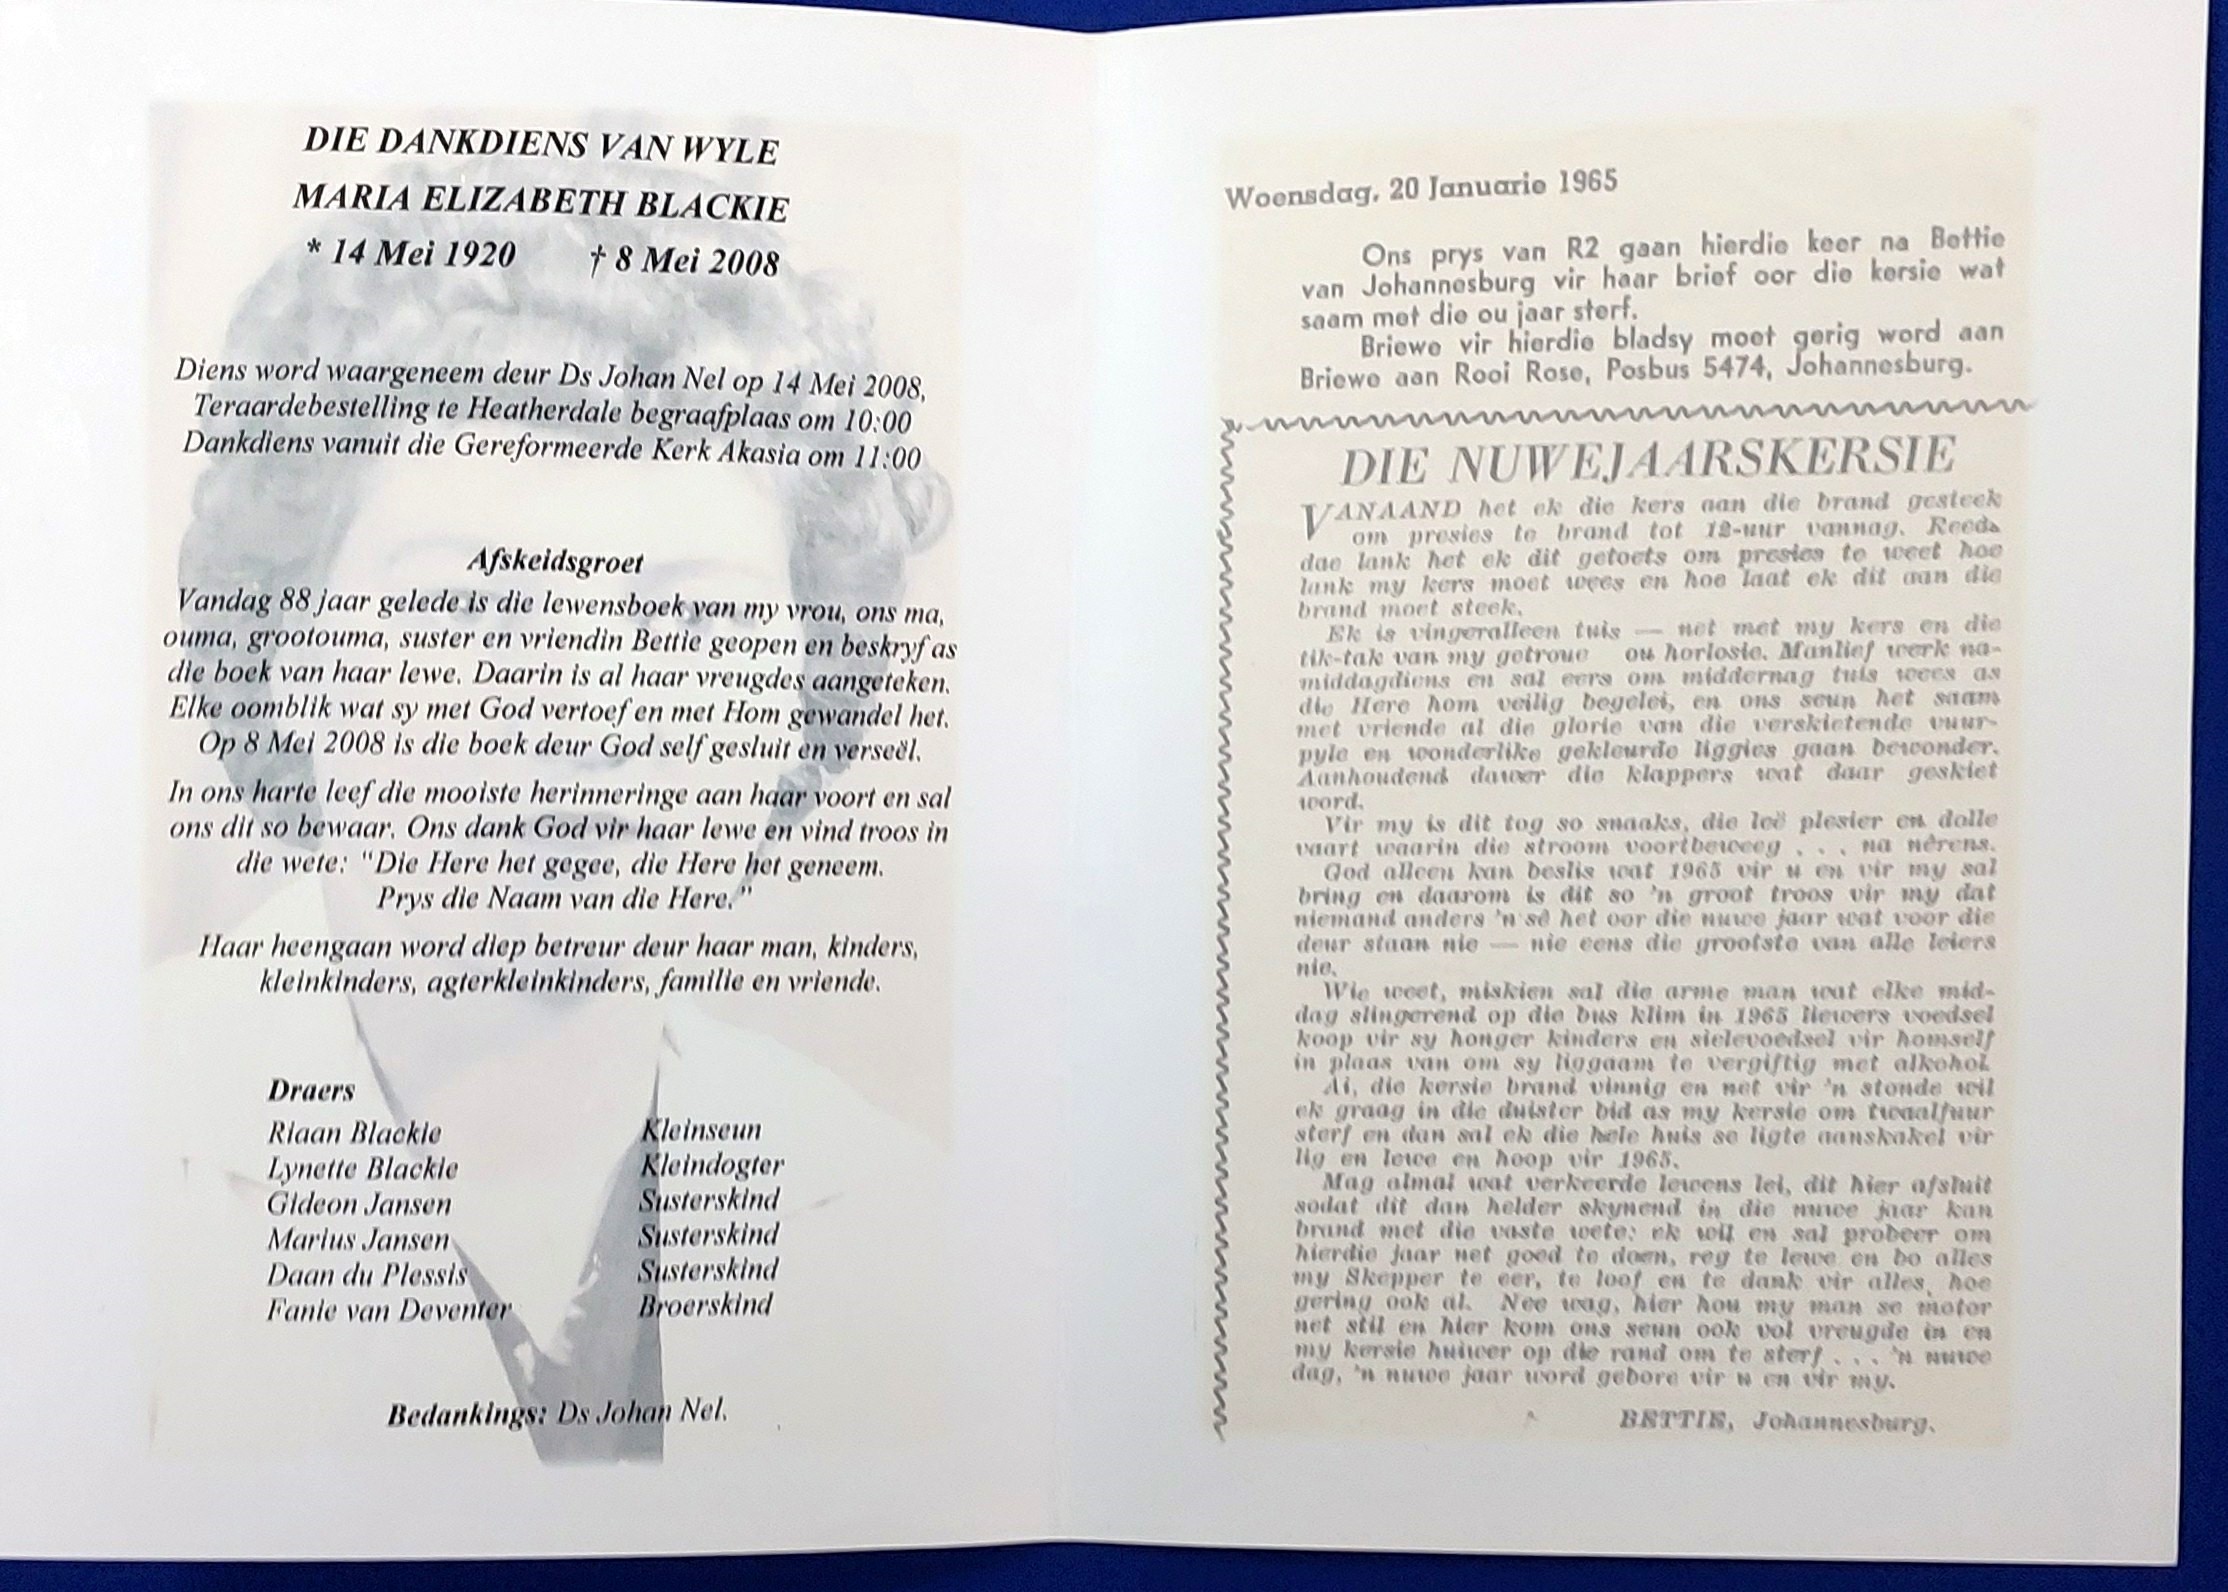 DIE DANKDIENS VAN WYLE
MARIA ELIZABETH BLACKIE
* 14 Mei 1920 † 8 Mei 2008
Diens word waargeneem deur Ds Johan Nel op 14 Mei 2008,
Teraardebestelling te Heatherdale begraafplaas om 10:00
Dankdiens vanuit die Gereformeerde Kerk Akasia om 11:00
Afskeidsgroet
Vandag 88 jaar gelede is die lewensboek van my vrou, ons ma,
ouma, grootouma, suster en vriendin Bettie geopen en beskryf as
die boek van haar lewe. Daarin is al haar vreugdes aangeteken.
Elke oomblik wat sy met God vertoef en met Hom gewandel het.
Op 8 Mei 2008 is die boek deur God self gesluit en verseël.
In ons harte leef die mooiste herinneringe aan haar voort en sal
ons dit so bewaar. Ons dank God vir haar lewe en vind troos in
die wete: "Die Here het gegee, die Here het geneem.
Prys die Naam van die Here."
Haar heengaan word diep betreur deur haar man, kinders,
kleinkinders, agterkleinkinders, familie en vriende.
Draers
Riaan Blackie Kleinseun
Lynette Blackie Kleindogter
Gideon Jansen Susterskind
Marius Jansen Susterskind
Daan du Plessis Susterskind
Fanie van Deventer Broerskind
Bedankings: Ds Johan Nel.
Woensdag, 20 Januarie 1965
Ons prys van R2 gaan hierdie keer na Bettie
van Johannesburg vir haar brief oor die kersie wat
saam met die ou jaar sterf.
Briewe vir hierdie bladsy moet gerig word aan
Briewe aan Rooi Rose, Posbus 5474, Johannesburg.
DIE NUWEJAARSKERSIE
VANAAND het ek die kers aan die brand gesteek
om presies te brand tot 12-uur vannag. Reeds
dae lank het ek dit getoets om presies te weet hoe
lank my kers moet wees en hoe laat ek dit aan die
brand moet steek.
Ek is vingeralleen tuis — net met my kers en die
tik-tak van my getroue ou horlosie. Manlief werk na-
middagdiens en sal eers om middernag tuis wees as
die Here hom veilig begelei, en ons seun het saam
met vriende al die glorie van die verskietende vuur-
pyle en wonderlike gekleurde liggies gaan bewonder.
Aanhoudend dawer die klappers wat daar geskiet
word.
Vir my is dit tog so snaaks, die leë plesier en dolle
vaart waarin die stroom voortbeweeg . . . na nêrens.
God alleen kan beslis wat 1965 vir u en vir my sal
bring en daarom is dit so 'n groot troos vir my dat
niemand anders 'n sê het oor die nuwe jaar wat voor die
deur staan nie — nie eens die grootste van alle leiers
nie.
Wie weet, miskien sal die arme man wat elke mid-
dag slingerend op die bus klim in 1965 liewers voedsel
koop vir sy honger kinders en sielevoedsel vir homself
in plaas van om sy liggaam te vergiftig met alkohol.
Ai, die kersie brand vinnig en net vir 'n stonde wil
ek graag in die duister bid as my kersie om twaalfuur
sterf en dan sal ek die hele huis se ligte aanskakel vir
lig en lewe en hoop vir 1965.
Mag almal wat verkeerde lewens lei, dit hier afsluit
sodat dit dan helder skynend in die nuwe jaar kan
brand met die vaste wete: ek wil en sal probeer om
hierdie jaar net goed te doen, reg te lewe en bo alles
my Skepper te eer, te loof en te dank vir alles, hoe
gering ook al. Nee wag, hier hou my man se motor
net stil en hier kom ons seun ook vol vreugde in en
my kersie huiwer op die rand om te sterf . . . 'n nuwe
dag, 'n nuwe jaar word gebore vir u en vir my.
BETTIE, Johannesburg.